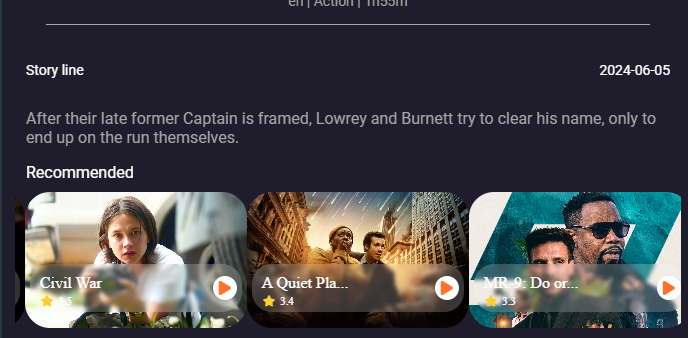 en | Action | 1h55m
Story line
2024-06-05
After their late former Captain is framed, Lowrey and Burnett try to clear his name, only to
end up on the run themselves.
Recommended
Civil War
3.5
A Quiet Pla...
3.4
MR-9: Do or...
3.3